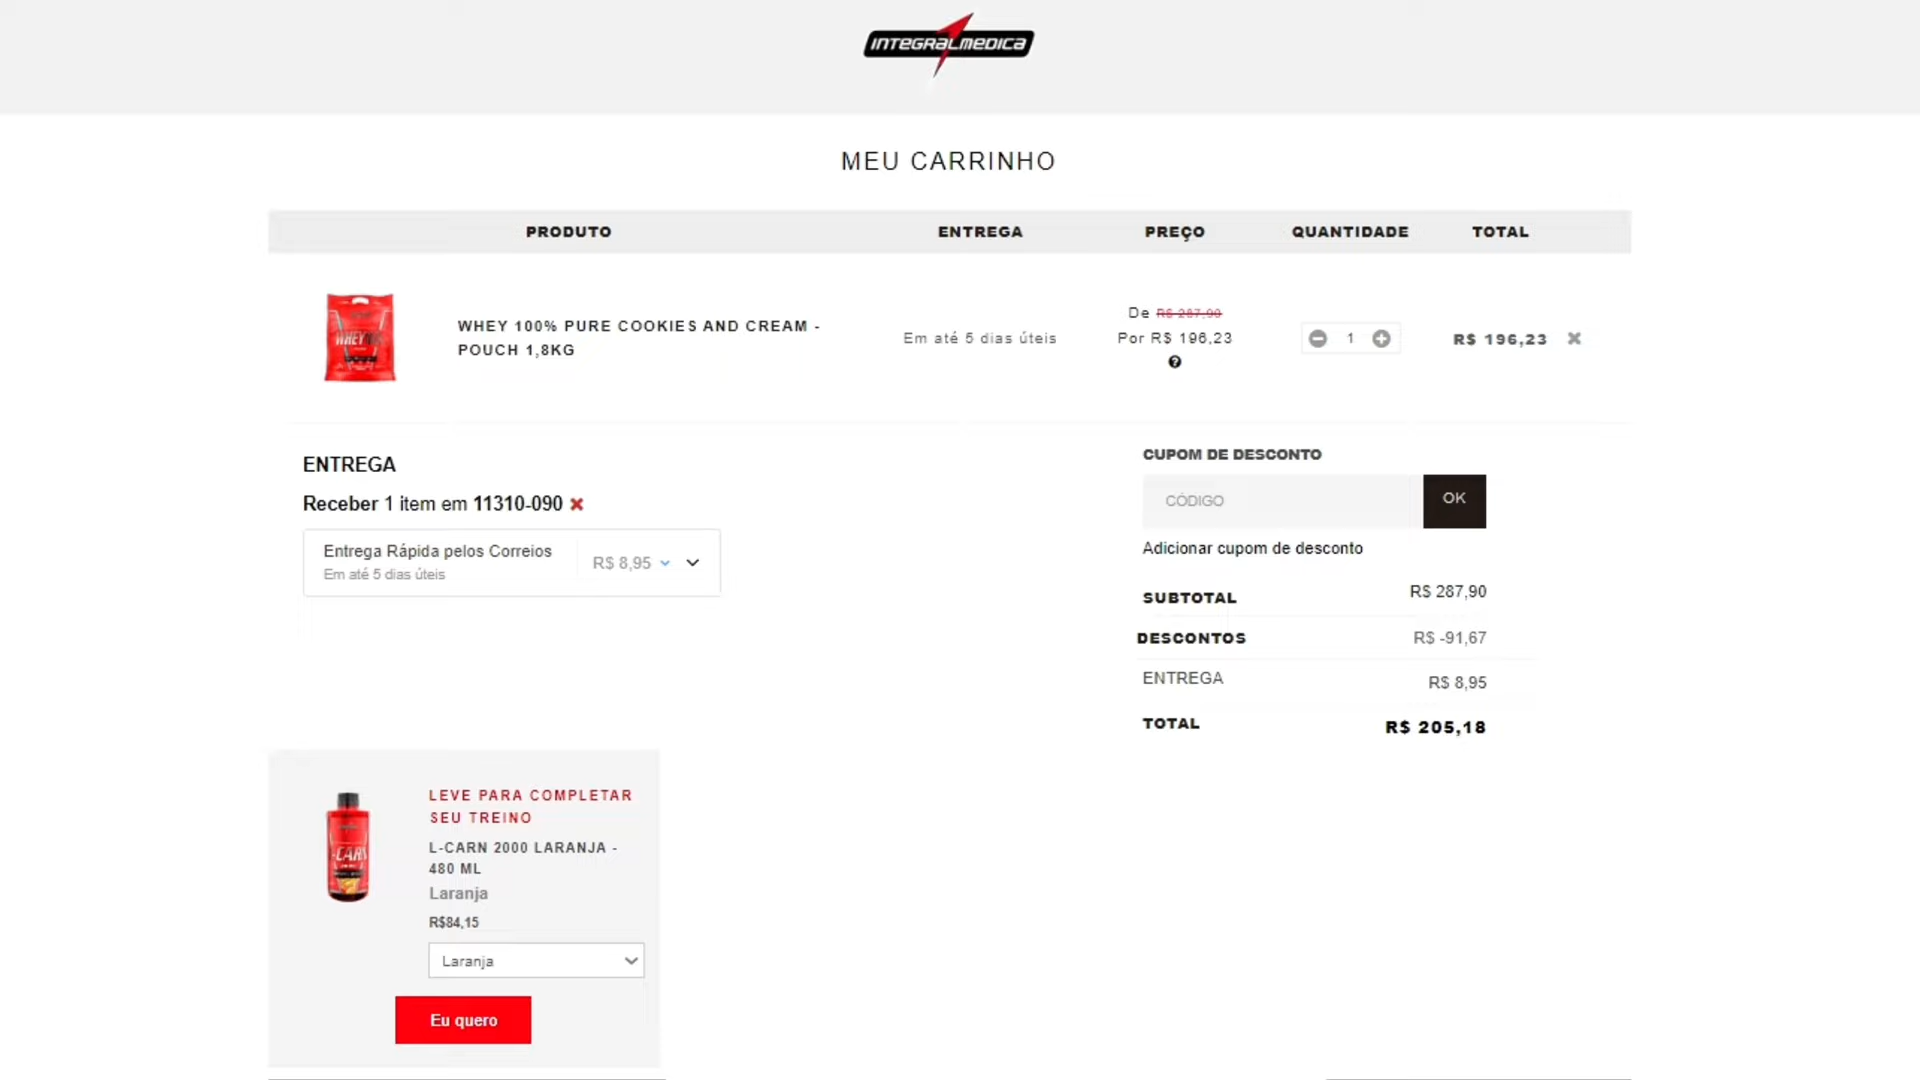 INTEGRALMEDICA
MEU CARRINHO
PRODUTO ENTREGA PREÇO QUANTIDADE TOTAL
WHEY 100% PURE COOKIES AND CREAM -
POUCH 1,8KG
Em até 5 dias úteis
De R$ 287,90
Por R$ 196,23
?
1
R$ 196,23
ENTREGA
Receber 1 item em 11310-090
Entrega Rápida pelos Correios
Em até 5 dias úteis
R$ 8,95
CUPOM DE DESCONTO
CÓDIGO OK
Adicionar cupom de desconto
SUBTOTAL R$ 287,90
DESCONTOS R$ -91,67
ENTREGA R$ 8,95
TOTAL R$ 205,18
LEVE PARA COMPLETAR
SEU TREINO
L-CARN 2000 LARANJA -
480 ML
Laranja
R$84,15
Laranja
Eu quero